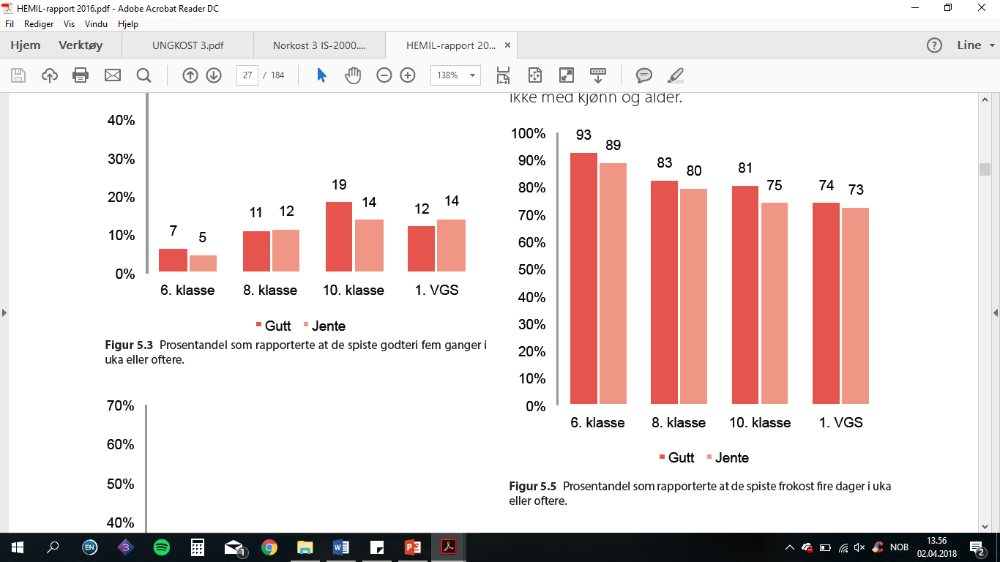 HEMIL-rapport 2016.pdf - Adobe Acrobat Reader DC
Fil Rediger Vis Vindu Hjelp
Hjem Verktøy UNGKOST 3.pdf Norkost 3 IS-2000.... HEMIL-rapport 20... × ? Line
27 / 184 138%
40%
30%
20%
10%
0%
7 5 11 12 19 14 12 14
6. klasse 8. klasse 10. klasse 1. VGS
Gutt Jente
Figur 5.3 Prosentandel som rapporterte at de spiste godteri fem ganger i
uka eller oftere.
70%
60%
50%
40%
ikke med kjønn og alder.
100%
90%
80%
70%
60%
50%
40%
30%
20%
10%
0%
93 89 83 80 81 75 74 73
6. klasse 8. klasse 10. klasse 1. VGS
Gutt Jente
Figur 5.5 Prosentandel som rapporterte at de spiste frokost fire dager i uka
eller oftere.
EN 3 1 NOB 13.56
02.04.2018 2